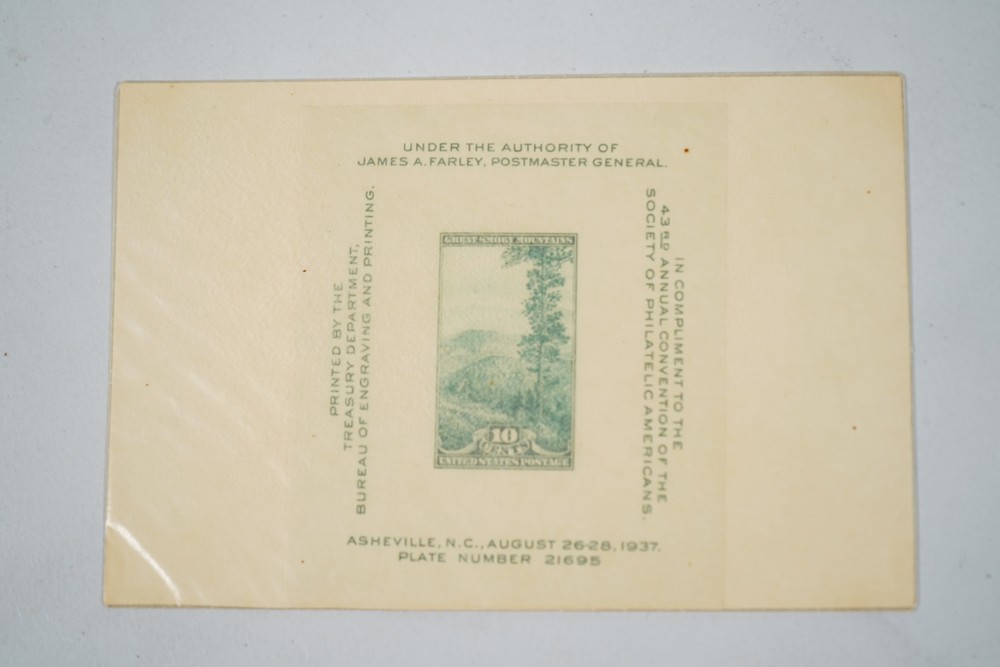 UNDER THE AUTHORITY OF
JAMES A. FARLEY, POSTMASTER GENERAL.
PRINTED BY THE
TREASURY DEPARTMENT,
BUREAU OF ENGRAVING AND PRINTING.
GREAT SMOKY MOUNTAINS
10
CENTS
UNITED STATES POSTAGE
IN COMPLIMENT TO THE
43RD ANNUAL CONVENTION OF THE
SOCIETY OF PHILATELIC AMERICANS.
ASHEVILLE, N.C., AUGUST 26-28, 1937.
PLATE NUMBER 21695